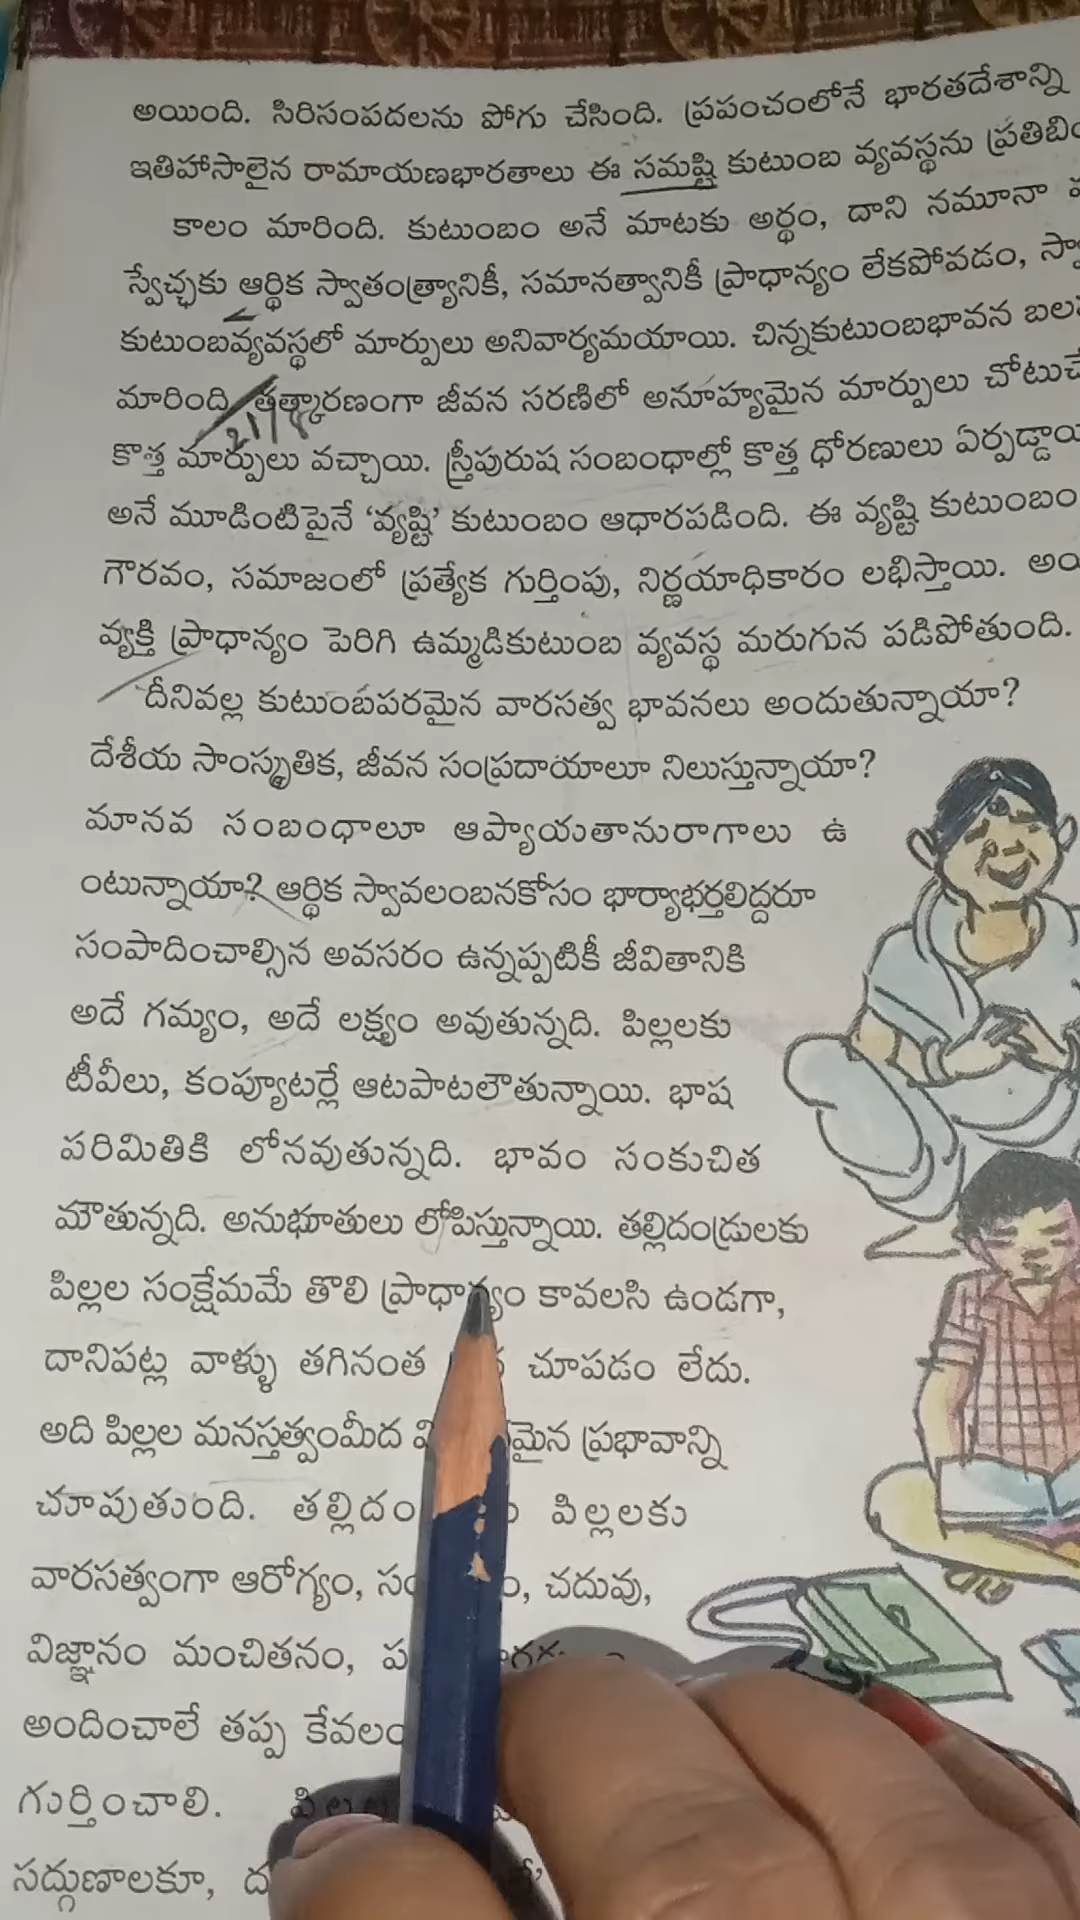 అయింది. సిరిసంపదలను పోగు చేసింది. ప్రపంచంలోనే భారతదేశాన్ని
ఇతిహాసాలైన రామాయణభారతాలు ఈ సమష్టి కుటుంబ వ్యవస్థను
కాలం మారింది. కుటుంబం అనే మాటకు అర్థం, దాని నమూనా
స్వేచ్ఛకు ఆర్థిక స్వాతంత్ర్యానికీ, సమానత్వానికీ ప్రాధాన్యం లేకపోవడం,
కుటుంబవ్యవస్థలో మార్పులు అనివార్యమయాయి. చిన్నకుటుంబభావన
మారింది. తత్కారణంగా జీవన సరణిలో అనూహ్యమైన మార్పులు
కొత్త మార్పులు వచ్చాయి. స్త్రీపురుష సంబంధాల్లో కొత్త ధోరణులు
అనే మూడింటిపైనే ‘వ్యష్టి’ కుటుంబం ఆధారపడింది. ఈ వ్యష్టి కుటుంబం
గౌరవం, సమాజంలో ప్రత్యేక గుర్తింపు, నిర్ణయాధికారం లభిస్తాయి.
వ్యక్తి ప్రాధాన్యం పెరిగి ఉమ్మడికుటుంబ వ్యవస్థ మరుగున పడిపోతుంది.
దీనివల్ల కుటుంబపరమైన వారసత్వ భావనలు అందుతున్నాయా?
దేశీయ సాంస్కృతిక, జీవన సంప్రదాయాలూ నిలుస్తున్నాయా?
మానవ సంబంధాలూ ఆప్యాయతానురాగాలు ఉ
ంటున్నాయా? ఆర్థిక స్వావలంబనకోసం భార్యాభర్తలిద్దరూ
సంపాదించాల్సిన అవసరం ఉన్నప్పటికీ జీవితానికి
అదే గమ్యం, అదే లక్ష్యం అవుతున్నది. పిల్లలకు
టీవీలు, కంప్యూటర్లే ఆటపాటలౌతున్నాయి. భాష
పరిమితికి లోనవుతున్నది. భావం సంకుచిత
మౌతున్నది. అనుభూతులు లోపిస్తున్నాయి. తల్లిదండ్రులకు
పిల్లల సంక్షేమమే తొలి ప్రాధాన్యం కావలసి ఉండగా,
దానిపట్ల వాళ్ళు తగినంత చూపడం లేదు.
అది పిల్లల మనస్తత్వంమీద ప్రభావాన్ని
చూపుతుంది. పిల్లలకు
వారసత్వంగా ఆరోగ్యం, చదువు,
విజ్ఞానం మంచితనం,
అందించాలే తప్ప కేవలం
గుర్తించాలి.
సద్గుణాలకూ,